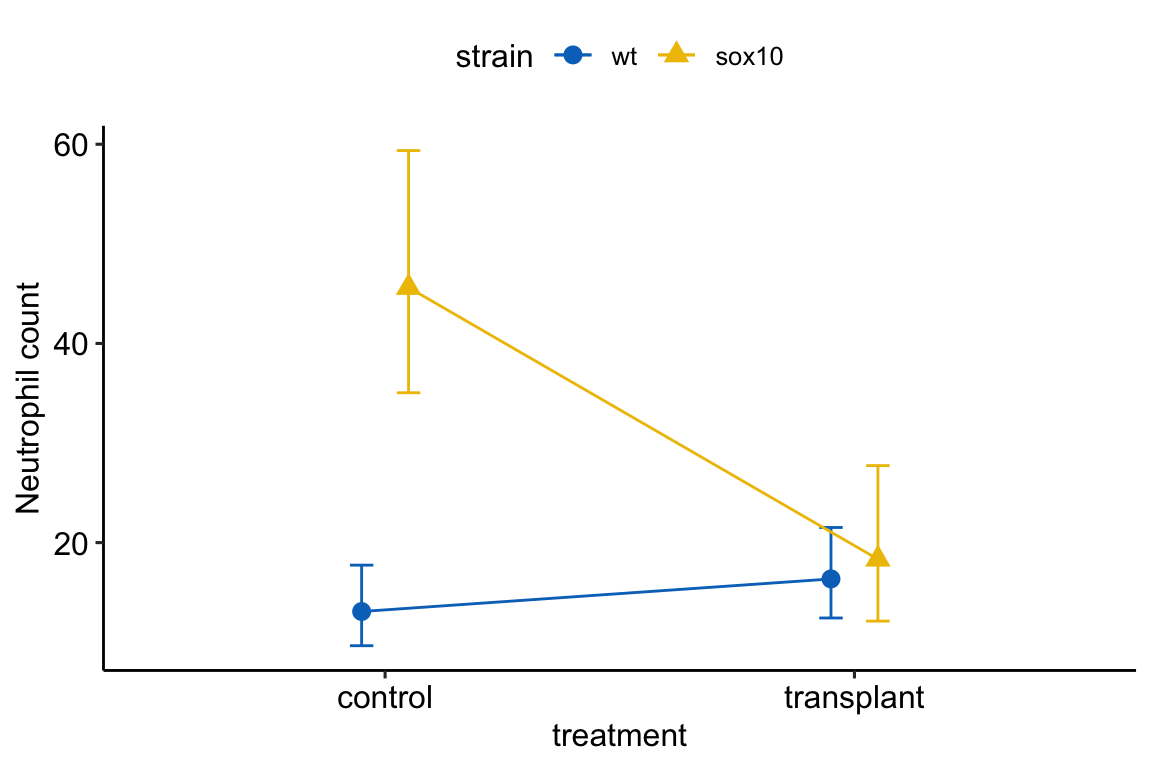 strain wt sox10
60
40
20
Neutrophil count
control transplant
treatment